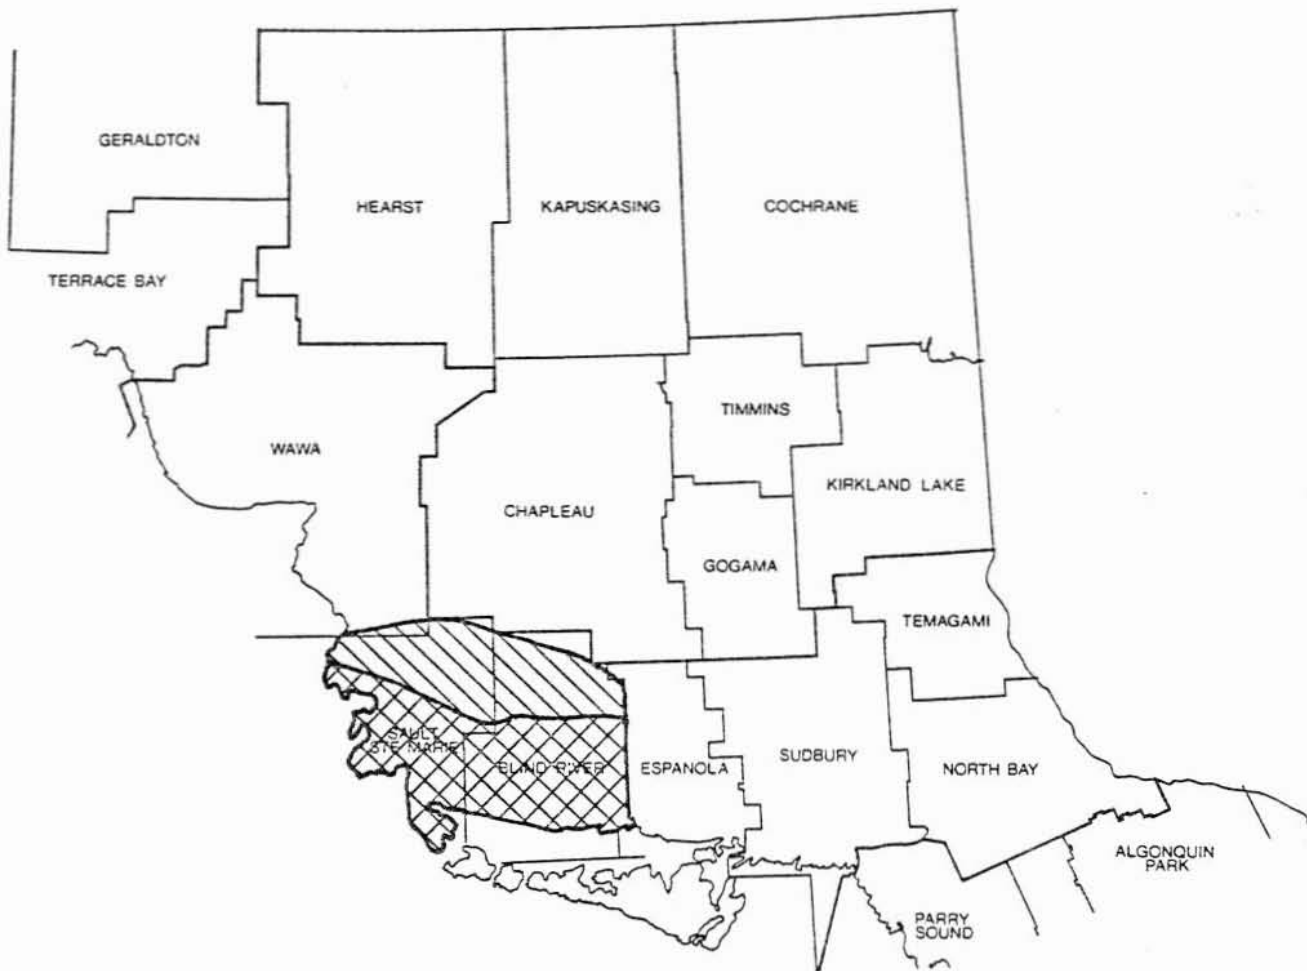 GERALDTON
HEARST
KAPUSKASING
COCHRANE
TERRACE BAY
TIMMINS
WAWA
KIRKLAND LAKE
CHAPLEAU
GOGAMA
TEMAGAMI
SAULT
STE MARIE
BLIND RIVER
ESPANOLA
SUDBURY
NORTH BAY
ALGONQUIN
PARK
PARRY
SOUND